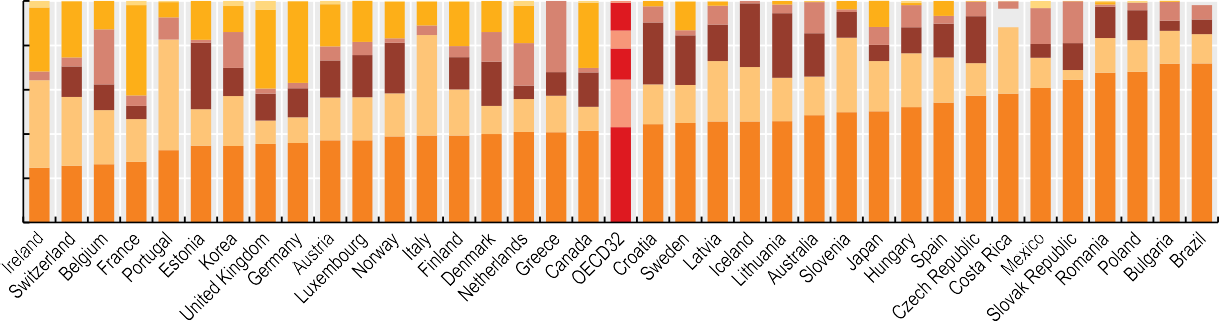 Ireland
Switzerland
Belgium
France
Portugal
Estonia
Korea
United Kingdom
Germany
Austria
Luxembourg
Norway
Italy
Finland
Denmark
Netherlands
Greece
Canada
OECD32
Croatia
Sweden
Latvia
Iceland
Lithuania
Australia
Slovenia
Japan
Hungary
Spain
Czech Republic
Costa Rica
Mexico
Slovak Republic
Romania
Poland
Bulgaria
Brazil